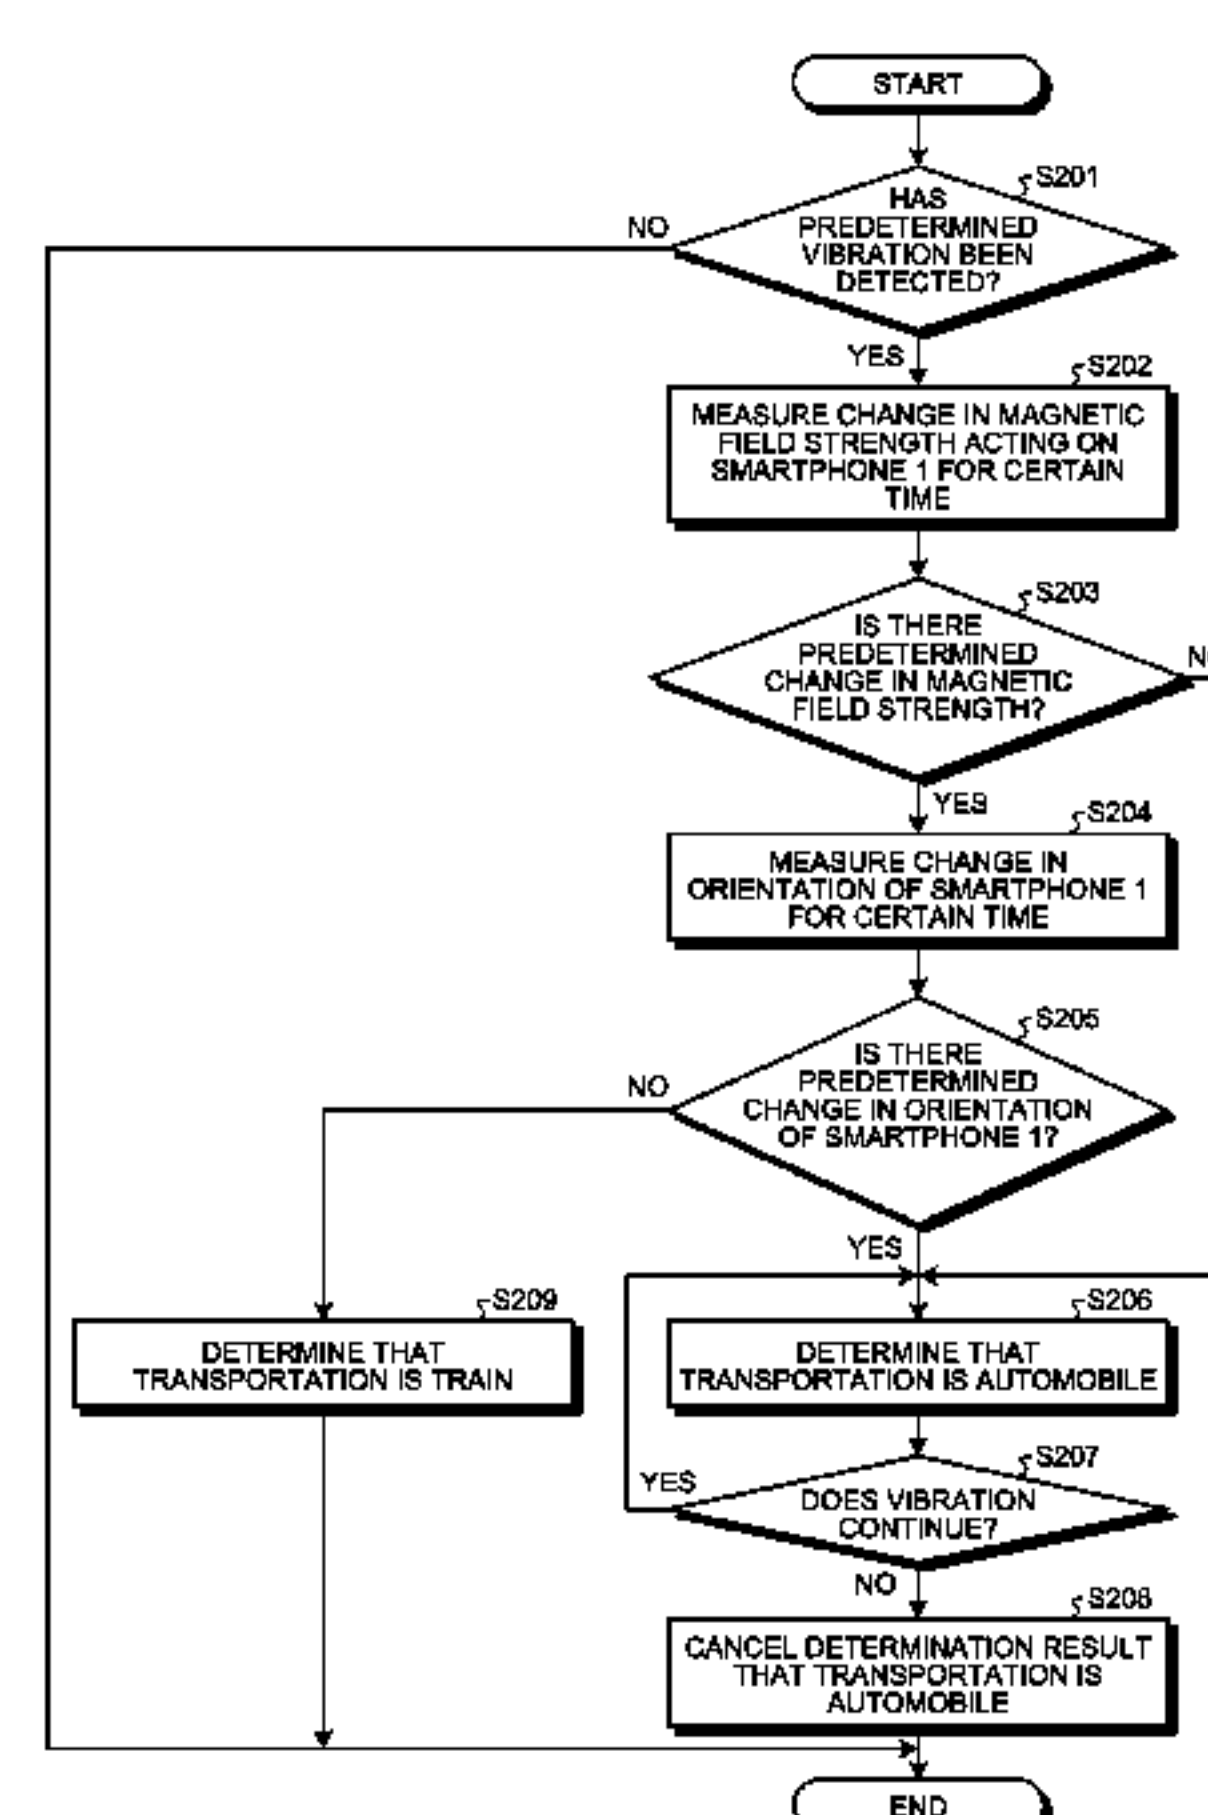 START
S201
HAS
PREDETERMINED
VIBRATION BEEN
DETECTED?
NO
YES
S202
MEASURE CHANGE IN MAGNETIC
FIELD STRENGTH ACTING ON
SMARTPHONE 1 FOR CERTAIN
TIME
S203
IS THERE
PREDETERMINED
CHANGE IN MAGNETIC
FIELD STRENGTH?
YES
S204
MEASURE CHANGE IN
ORIENTATION OF SMARTPHONE 1
FOR CERTAIN TIME
S205
IS THERE
PREDETERMINED
CHANGE IN ORIENTATION
OF SMARTPHONE 1?
NO
YES
S209
DETERMINE THAT
TRANSPORTATION IS TRAIN
S206
DETERMINE THAT
TRANSPORTATION IS AUTOMOBILE
S207
DOES VIBRATION
CONTINUE?
YES
NO
S208
CANCEL DETERMINATION RESULT
THAT TRANSPORTATION IS
AUTOMOBILE
END